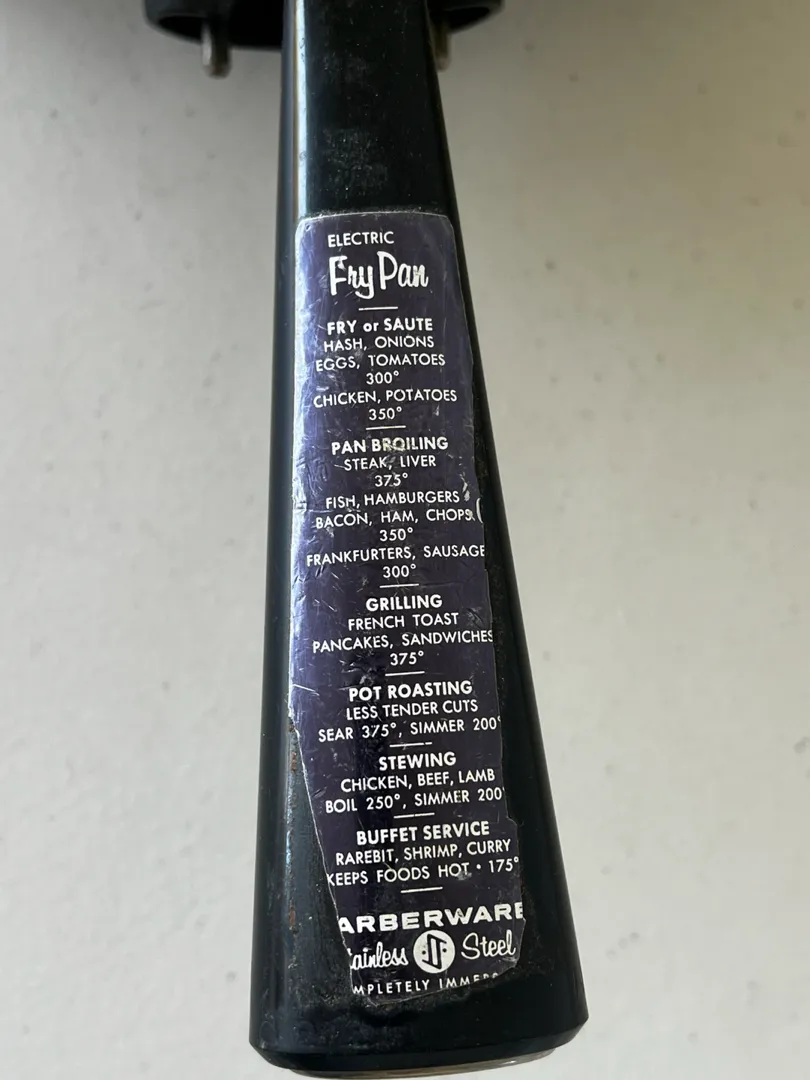 ELECTRIC
Fry Pan
FRY or SAUTE
HASH, ONIONS
EGGS, TOMATOES
300°
CHICKEN, POTATOES
350°
PAN BROILING
STEAK, LIVER
375°
FISH, HAMBURGERS
BACON, HAM, CHOPS
350°
FRANKFURTERS, SAUSAGE
300°
GRILLING
FRENCH TOAST
PANCAKES, SANDWICHES
375°
POT ROASTING
LESS TENDER CUTS
SEAR 375°, SIMMER 200°
STEWING
CHICKEN, BEEF, LAMB
BOIL 250°, SIMMER 200°
BUFFET SERVICE
RAREBIT, SHRIMP, CURRY
KEEPS FOODS HOT • 175°
ARBERWARE
ainless Steel
MPLETELY IMMERS